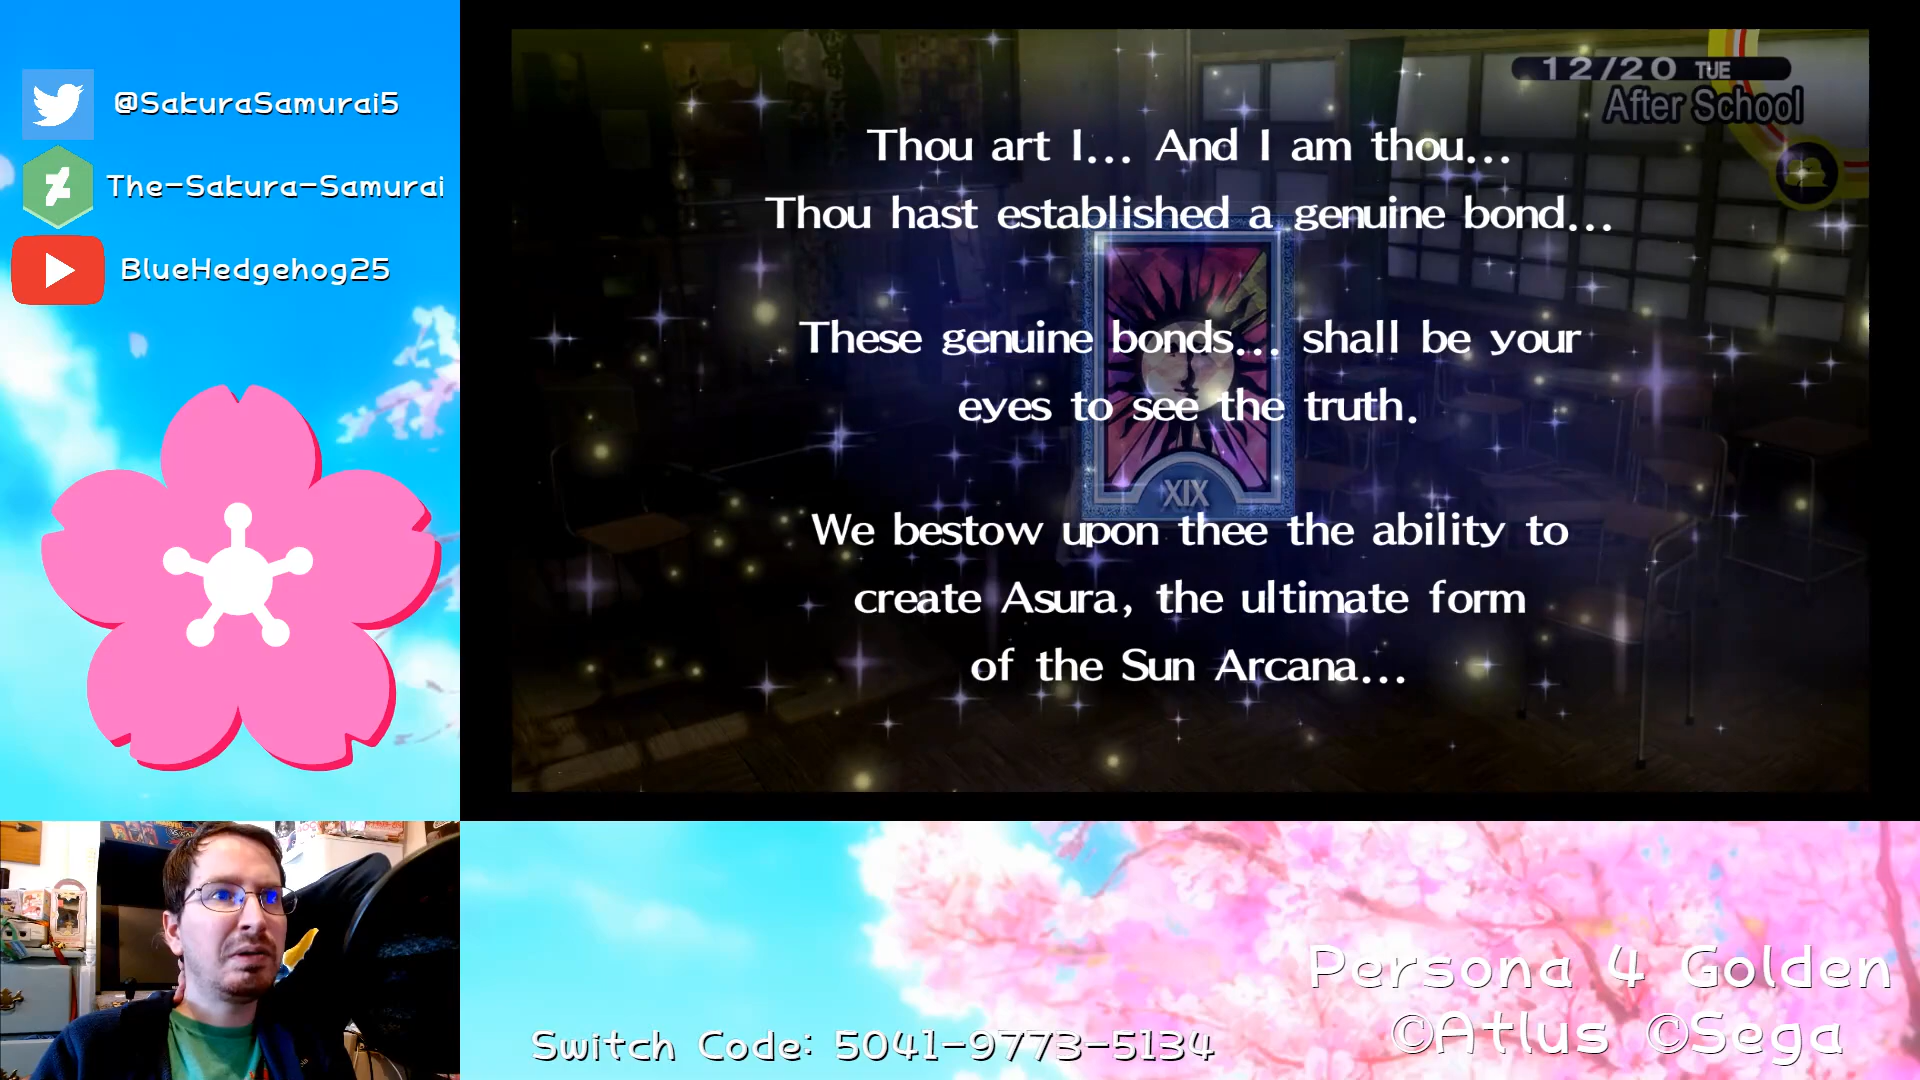 @SakuraSamurai5
The-Sakura-Samurai
BlueHedgehog25
12/20 TUE
After School
Thou art I... And I am thou...
Thou hast established a genuine bond...
These genuine bonds... shall be your
eyes to see the truth.
XIX
We bestow upon thee the ability to
create Asura, the ultimate form
of the Sun Arcana...
Persona 4 Golden
©Atlus ©Sega
Switch Code: 5041-9773-5134